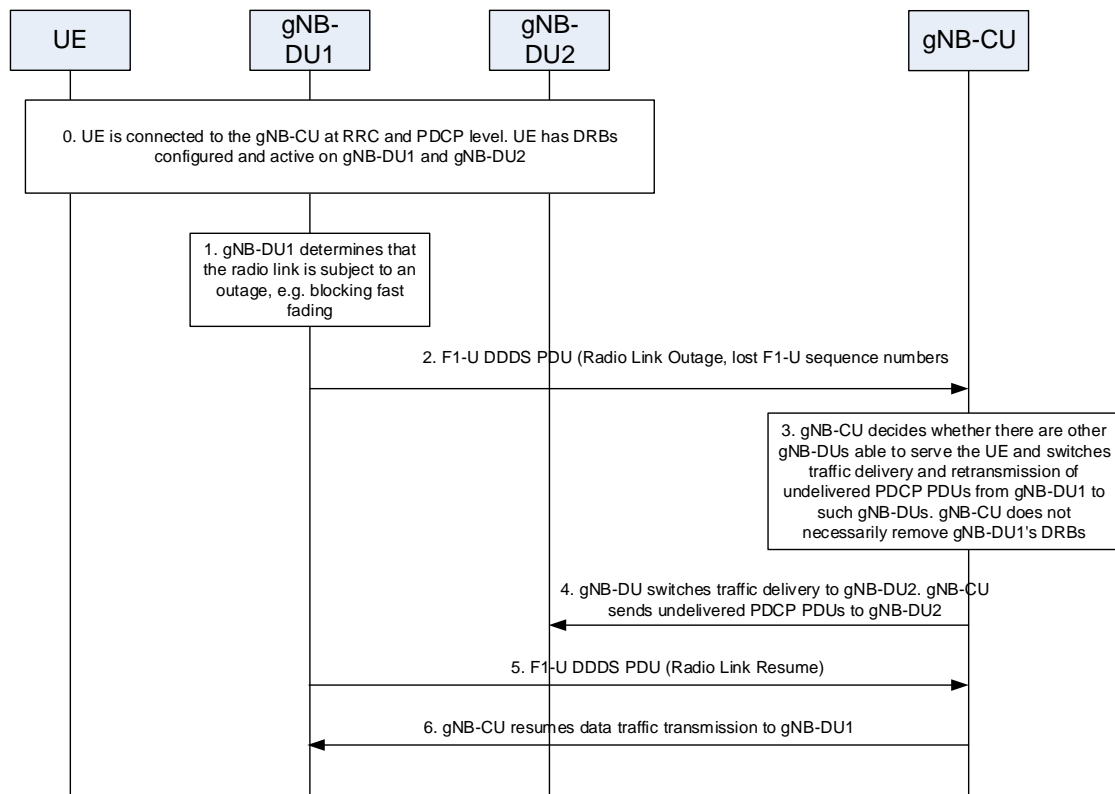 UE
gNB-
DU1
gNB-
DU2
gNB-CU
0. UE is connected to the gNB-CU at RRC and PDCP level. UE has DRBs
configured and active on gNB-DU1 and gNB-DU2
1. gNB-DU1 determines that
the radio link is subject to an
outage, e.g. blocking fast
fading
2. F1-U DDDS PDU (Radio Link Outage, lost F1-U sequence numbers
3. gNB-CU decides whether there are other
gNB-DUs able to serve the UE and switches
traffic delivery and retransmission of
undelivered PDCP PDUs from gNB-DU1 to
such gNB-DUs. gNB-CU does not
necessarily remove gNB-DU1's DRBs
4. gNB-DU switches traffic delivery to gNB-DU2. gNB-CU
sends undelivered PDCP PDUs to gNB-DU2
5. F1-U DDDS PDU (Radio Link Resume)
6. gNB-CU resumes data traffic transmission to gNB-DU1